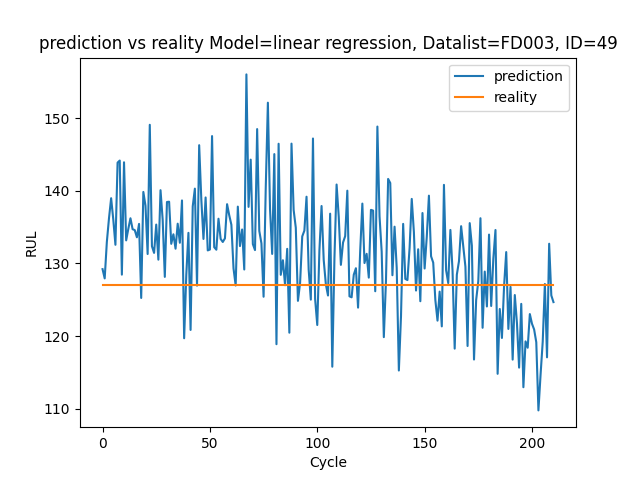 prediction vs reality Model=linear regression, Datalist=FD003, ID=49
prediction
reality
RUL
150
140
130
120
110
0
50
100
150
200
Cycle